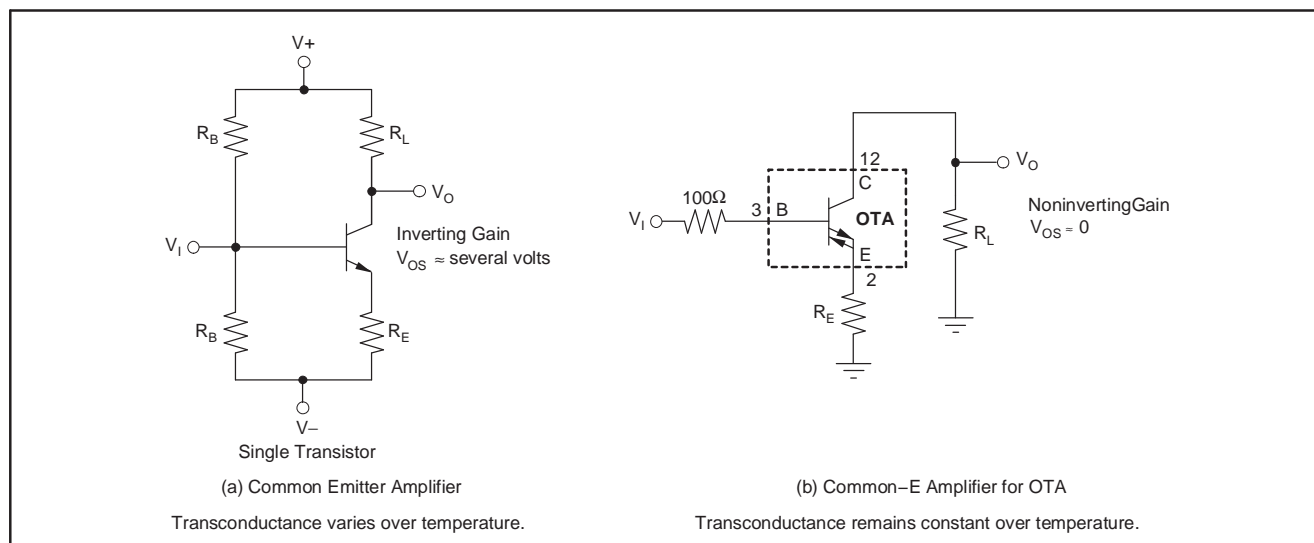 V+
R_B
R_L
V_O
V_I
Inverting Gain
V_OS ≈ several volts
R_B
R_E
V−
Single Transistor
(a) Common Emitter Amplifier
Transconductance varies over temperature.
12
C
V_O
100Ω
3
B
OTA
V_I
NoninvertingGain
V_OS ≈ 0
R_L
E
2
R_E
(b) Common−E Amplifier for OTA
Transconductance remains constant over temperature.